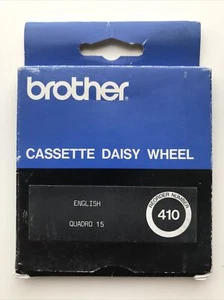 brother
CASSETTE DAISY WHEEL
ENGLISH
QUADRO 15
REORDER NUMBER
410